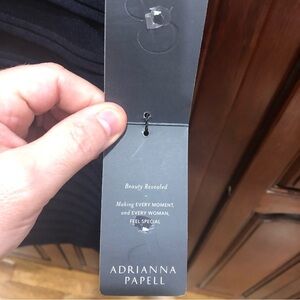 Beauty Revealed
–
Making EVERY MOMENT,
and EVERY WOMAN,
FEEL SPECIAL
ADRIANNA
PAPELL